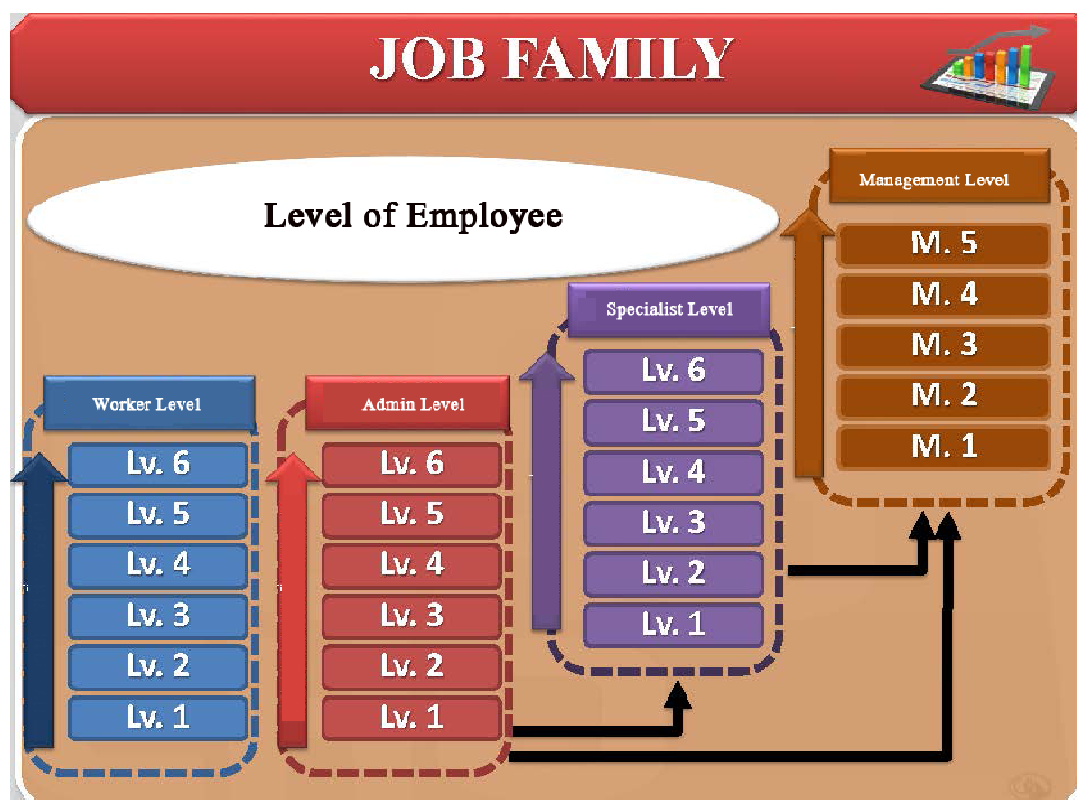 JOB FAMILY
Level of Employee
Management Level
M. 5
M. 4
M. 3
M. 2
M. 1
Specialist Level
Lv. 6
Lv. 5
Lv. 4
Lv. 3
Lv. 2
Lv. 1
Worker Level
Lv. 6
Lv. 5
Lv. 4
Lv. 3
Lv. 2
Lv. 1
Admin Level
Lv. 6
Lv. 5
Lv. 4
Lv. 3
Lv. 2
Lv. 1